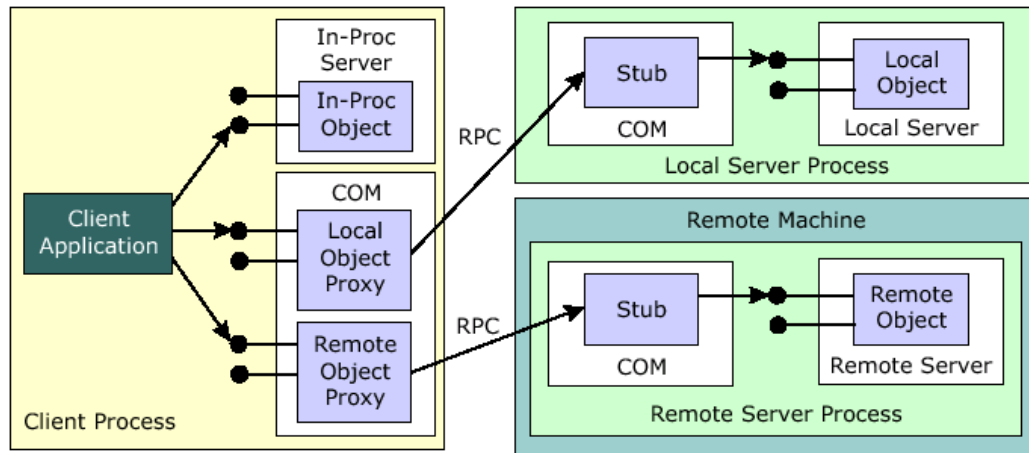 In-Proc
Server
In-Proc
Object
Client
Application
COM
Local
Object
Proxy
Remote
Object
Proxy
Client Process
RPC
RPC
Stub
COM
Local
Object
Local Server
Local Server Process
Remote Machine
Stub
COM
Remote
Object
Remote Server
Remote Server Process